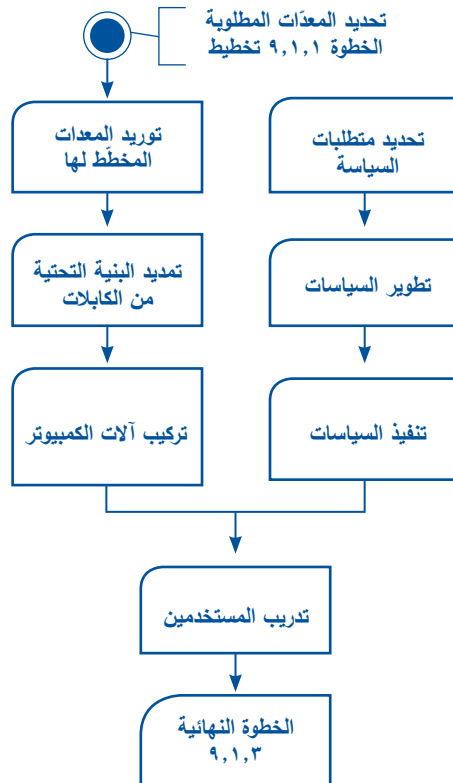 تحديد المعدّات المطلوبة
الخطوة ٩,١,١ تخطيط
توريد المعدات
المخطّط لها
تحديد متطلبات
السياسة
تمديد البنية التحتية
من الكابلات
تطوير السياسات
تركيب آلات الكمبيوتر
تنفيذ السياسات
تدريب المستخدمين
الخطوة النهائية
٩,١,٣